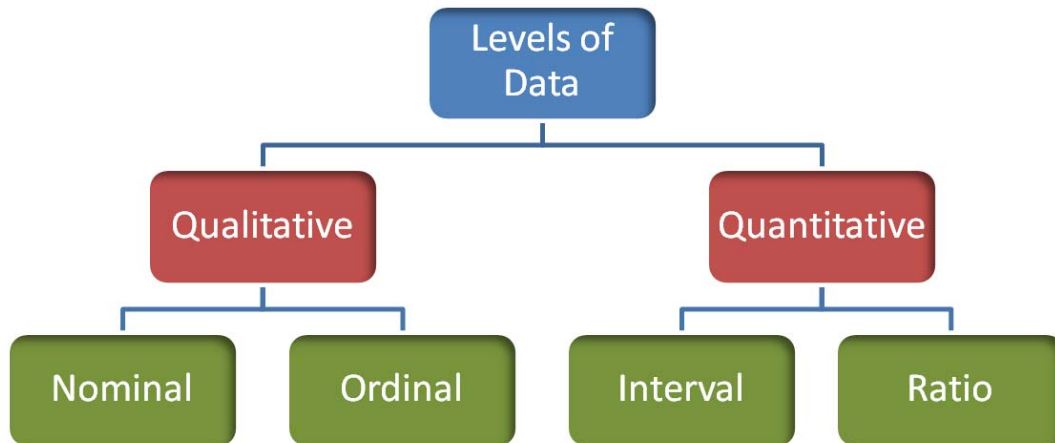 Levels of
Data
Qualitative
Quantitative
Nominal
Ordinal
Interval
Ratio